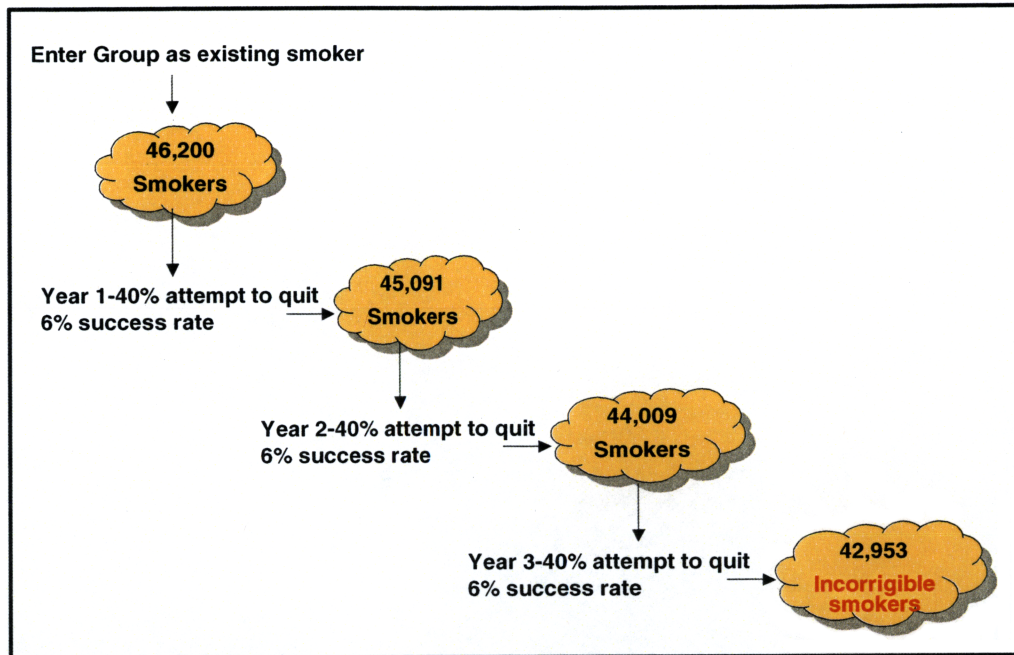 Enter Group as existing smoker
46,200
Smokers
Year 1-40% attempt to quit
6% success rate
45,091
Smokers
Year 2-40% attempt to quit
6% success rate
44,009
Smokers
Year 3-40% attempt to quit
6% success rate
42,953
Incorrigible
smokers